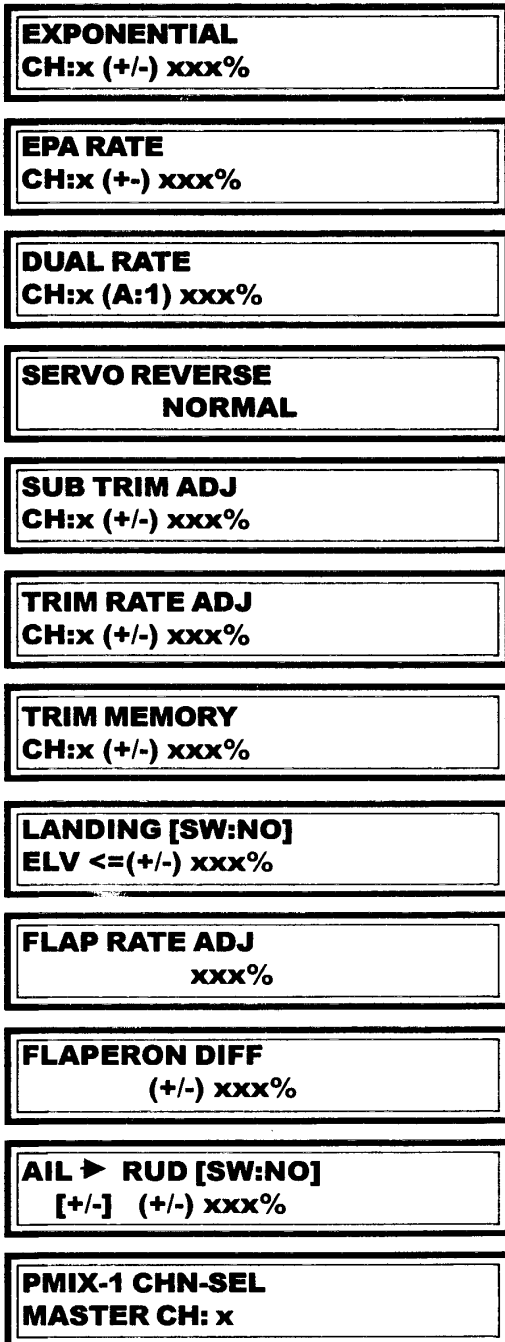 EXPONENTIAL
CH:x (+/-) xxx%
EPA RATE
CH:x (+-) xxx%
DUAL RATE
CH:x (A:1) xxx%
SERVO REVERSE
NORMAL
SUB TRIM ADJ
CH:x (+/-) xxx%
TRIM RATE ADJ
CH:x (+/-) xxx%
TRIM MEMORY
CH:x (+/-) xxx%
LANDING [SW:NO]
ELV <=(+/-) xxx%
FLAP RATE ADJ
xxx%
FLAPERON DIFF
(+/-) xxx%
AIL ► RUD [SW:NO]
[+/-] (+/-) xxx%
PMIX-1 CHN-SEL
MASTER CH: x